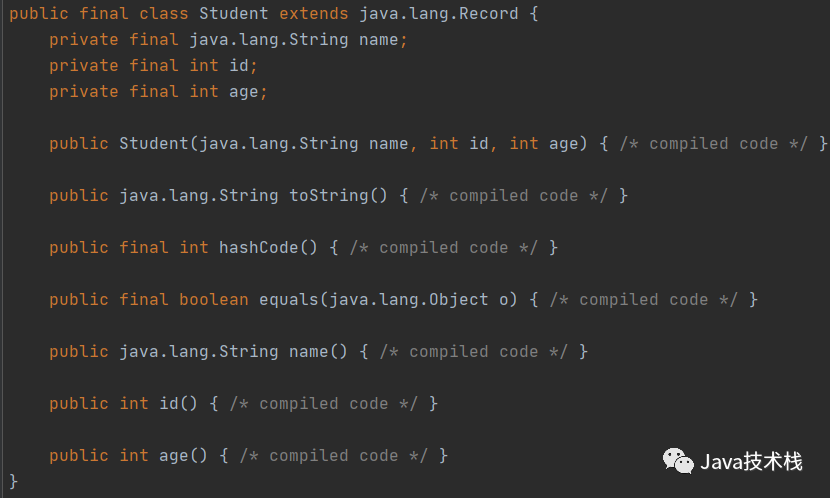 public final class Student extends java.lang.Record {
    private final java.lang.String name;
    private final int id;
    private final int age;
    public Student(java.lang.String name, int id, int age) { /* compiled code */ }
    public java.lang.String toString() { /* compiled code */ }
    public final int hashCode() { /* compiled code */ }
    public final boolean equals(java.lang.Object o) { /* compiled code */ }
    public java.lang.String name() { /* compiled code */ }
    public int id() { /* compiled code */ }
    public int age() { /* compiled code */ }
Java技术栈
}